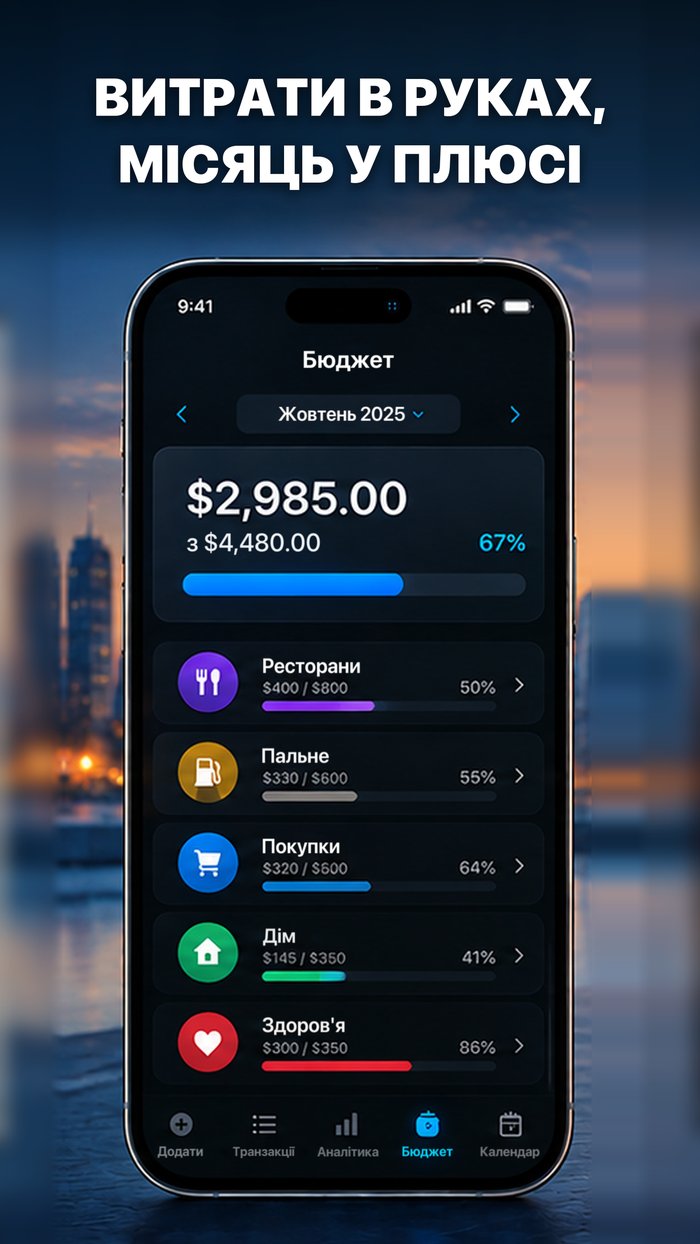 ВИТРАТИ В РУКАХ,
МІСЯЦЬ У ПЛЮСІ
9:41
Бюджет
Жовтень 2025
$2,985.00
з $4,480.00
67%
Ресторани
$400 / $800
50%
Пальне
$330 / $600
55%
Покупки
$320 / $500
64%
Дім
$145 / $350
41%
Здоров'я
$300 / $350
86%
Додати
Транзакції
Аналітика
Бюджет
Календар